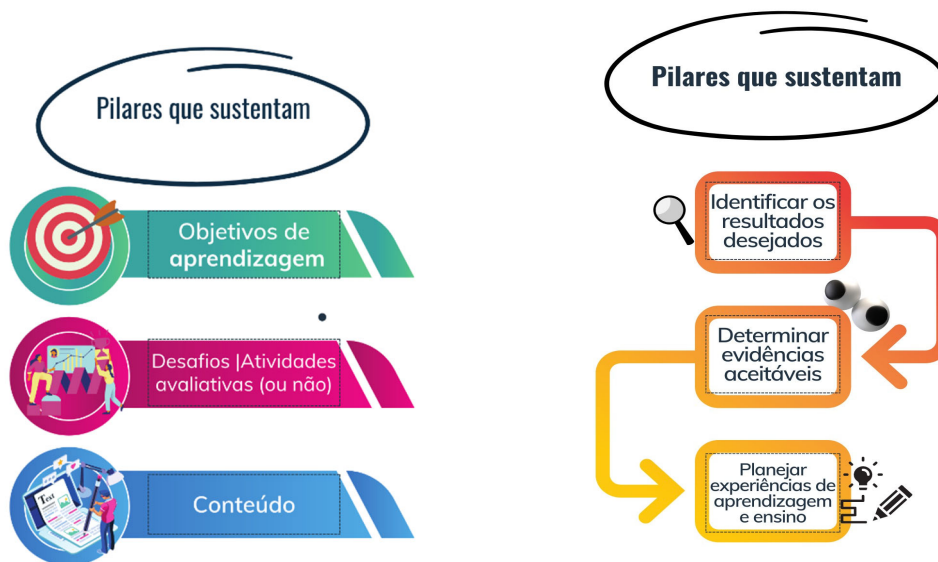 Pilares que sustentam
Objetivos de
aprendizagem
Desafios |Atividades
avaliativas (ou não)
Text
Conteúdo
Pilares que sustentam
Identificar os
resultados
desejados
Determinar
evidências
aceitáveis
Planejar
experiências de
aprendizagem
e ensino